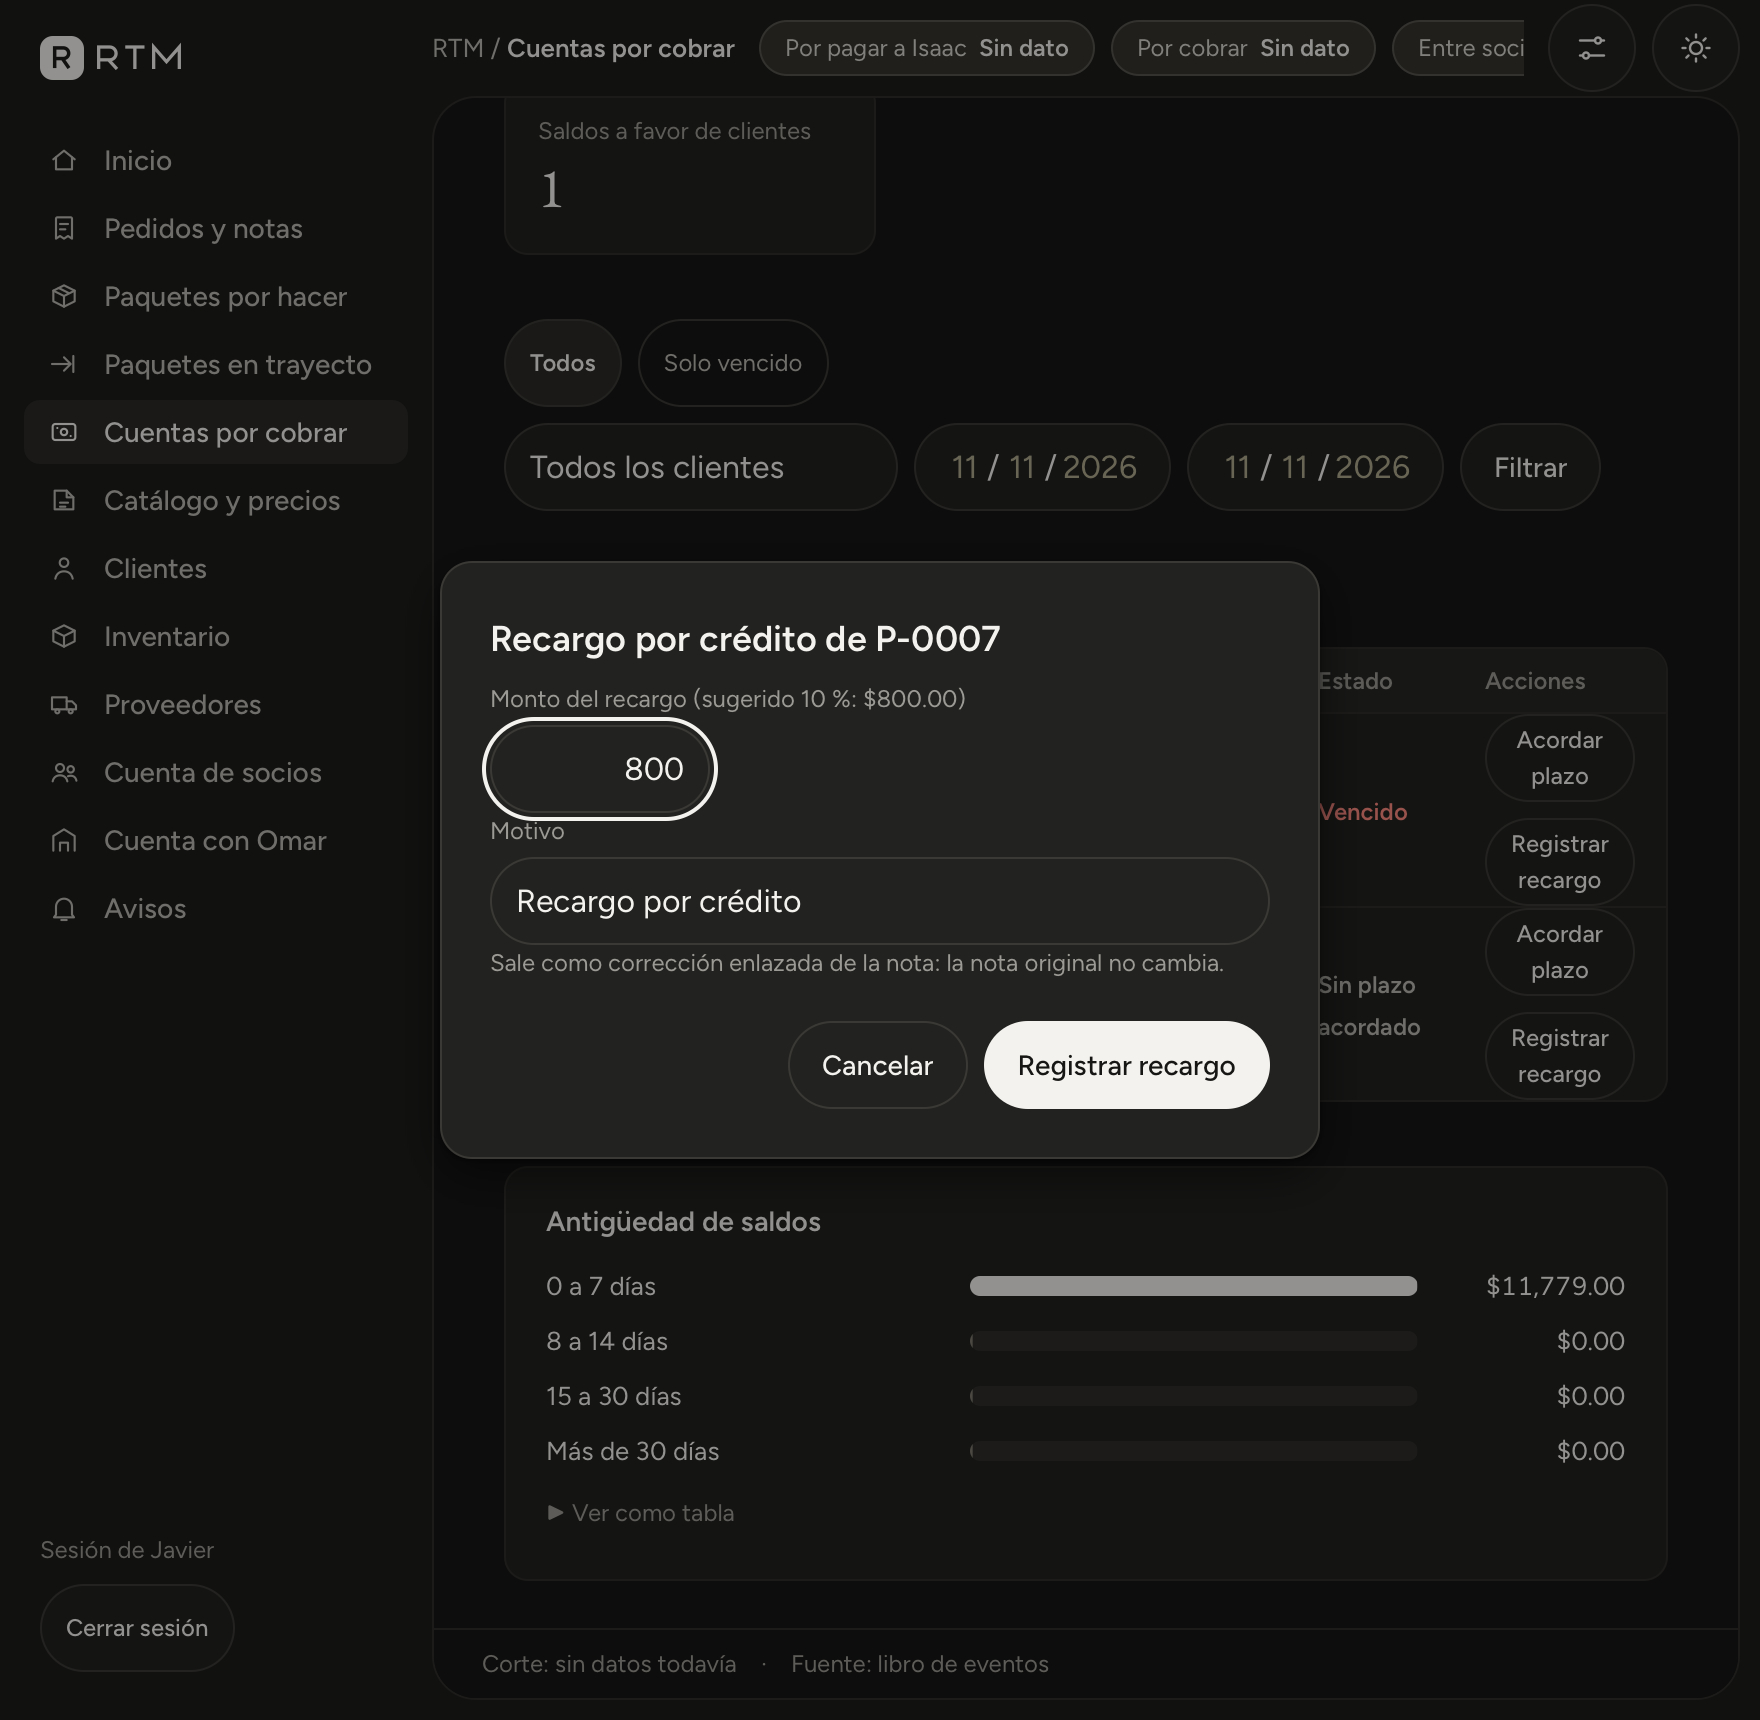 R RTM
RTM / Cuentas por cobrar
Por pagar a Isaac Sin dato
Por cobrar Sin dato
Entre soci
Inicio
Pedidos y notas
Paquetes por hacer
Paquetes en trayecto
Cuentas por cobrar
Catálogo y precios
Clientes
Inventario
Proveedores
Cuenta de socios
Cuenta con Omar
Avisos
Sesión de Javier
Cerrar sesión
Saldos a favor de clientes
1
Todos
Solo vencido
Todos los clientes
11 / 11 / 2026
11 / 11 / 2026
Filtrar
Recargo por crédito de P-0007
Monto del recargo (sugerido 10 %: $800.00)
800
Motivo
Recargo por crédito
Sale como corrección enlazada de la nota: la nota original no cambia.
Cancelar
Registrar recargo
Estado
Acciones
Vencido
Acordar
plazo
Registrar
recargo
Sin plazo
acordado
Acordar
plazo
Registrar
recargo
Antigüedad de saldos
0 a 7 días $11,779.00
8 a 14 días $0.00
15 a 30 días $0.00
Más de 30 días $0.00
Ver como tabla
Corte: sin datos todavía · Fuente: libro de eventos